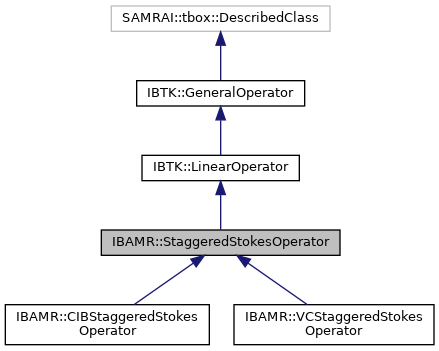 SAMRAI::tbox::DescribedClass
IBTK::GeneralOperator
IBTK::LinearOperator
IBAMR::StaggeredStokesOperator
IBAMR::CIBStaggeredStokes
Operator
IBAMR::VCStaggeredStokes
Operator